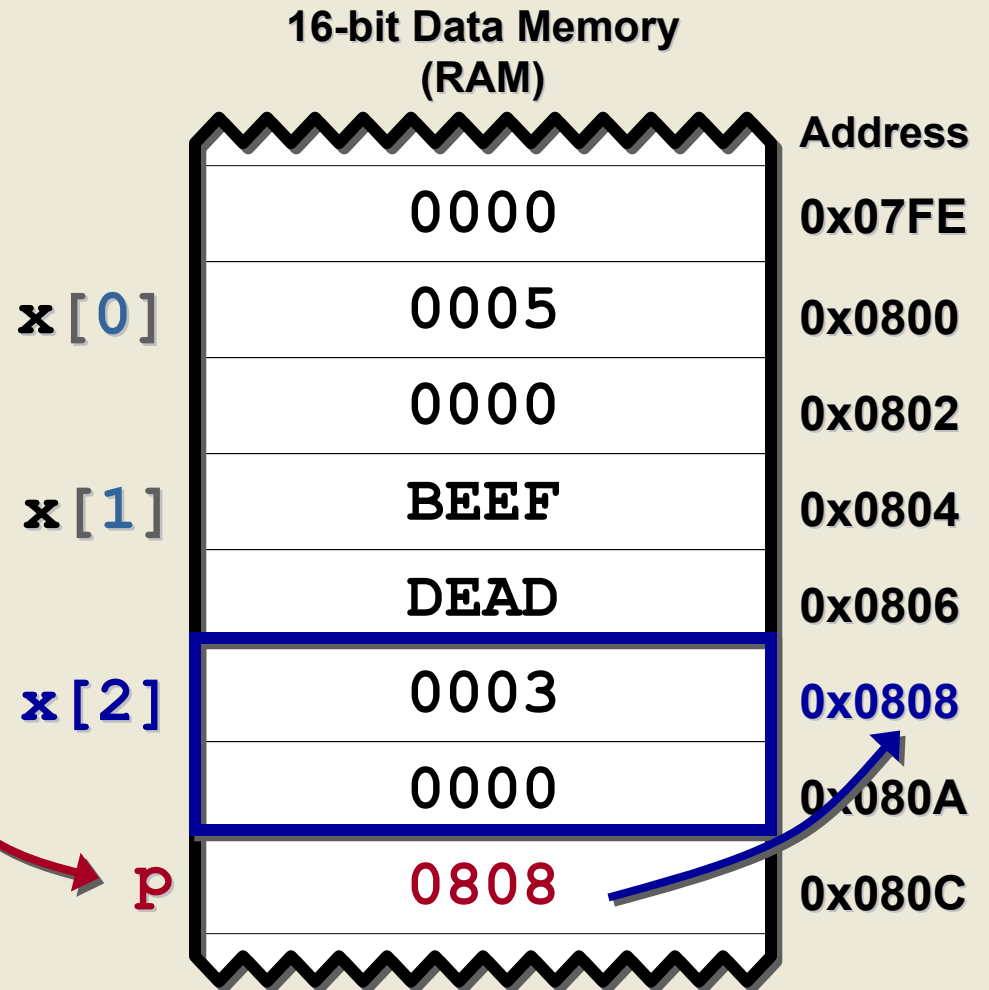 16-bit Data Memory
(RAM)
Address
0000 0x07FE
x[0] 0005 0x0800
0000 0x0802
x[1] BEEF 0x0804
DEAD 0x0806
x[2] 0003 0x0808
0000 0x080A
p 0808 0x080C